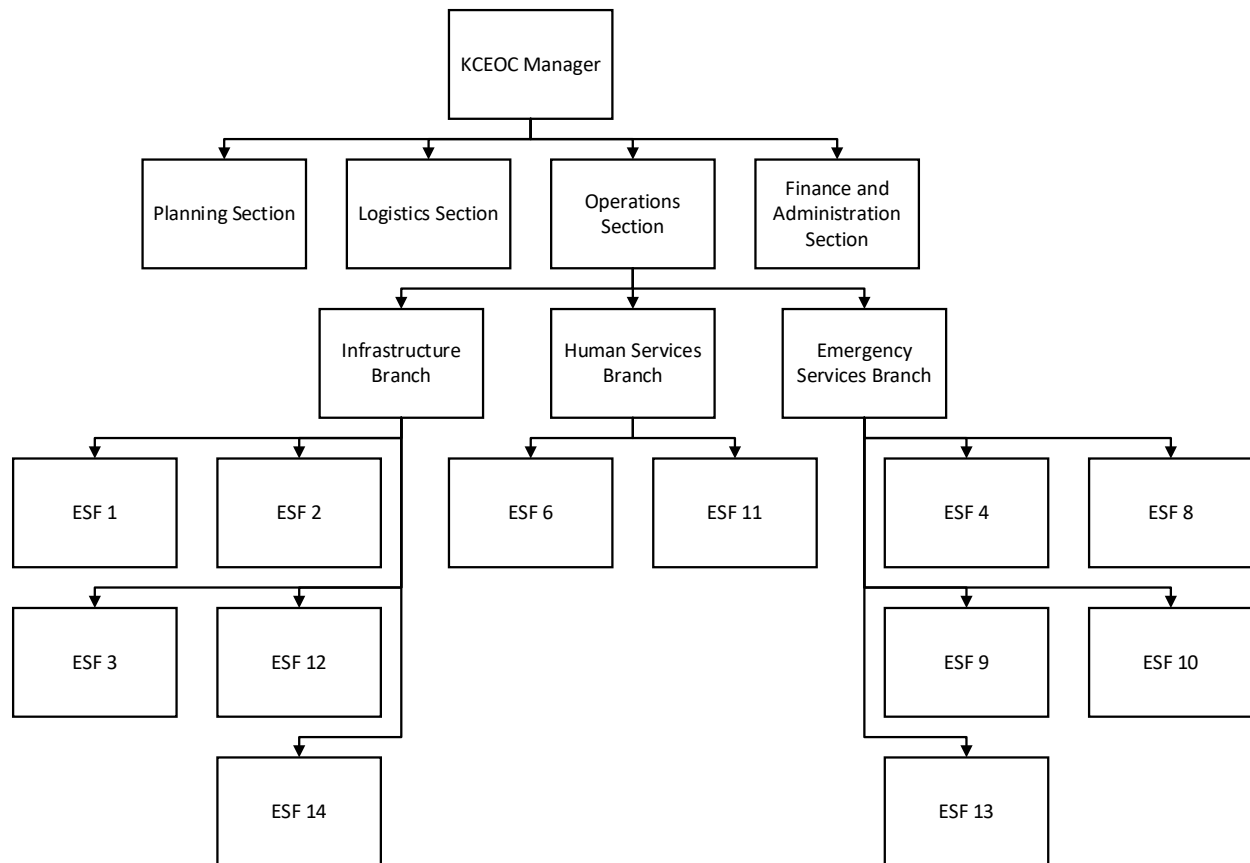 KCEOC Manager
Planning Section
Logistics Section
Operations
Section
Finance and
Administration
Section
Infrastructure
Branch
Human Services
Branch
Emergency
Services Branch
ESF 1
ESF 2
ESF 6
ESF 11
ESF 4
ESF 8
ESF 3
ESF 12
ESF 9
ESF 10
ESF 14
ESF 13